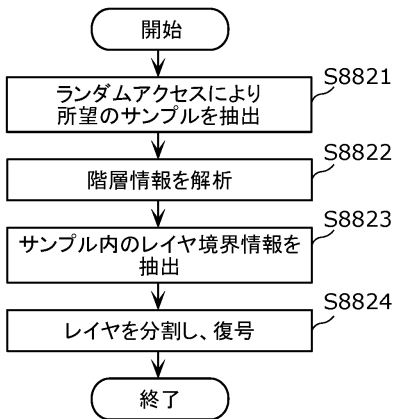 開始
S8821
ランダムアクセスにより
所望のサンプルを抽出
S8822
階層情報を解析
S8823
サンプル内のレイヤ境界情報を
抽出
S8824
レイヤを分割し、復号
終了